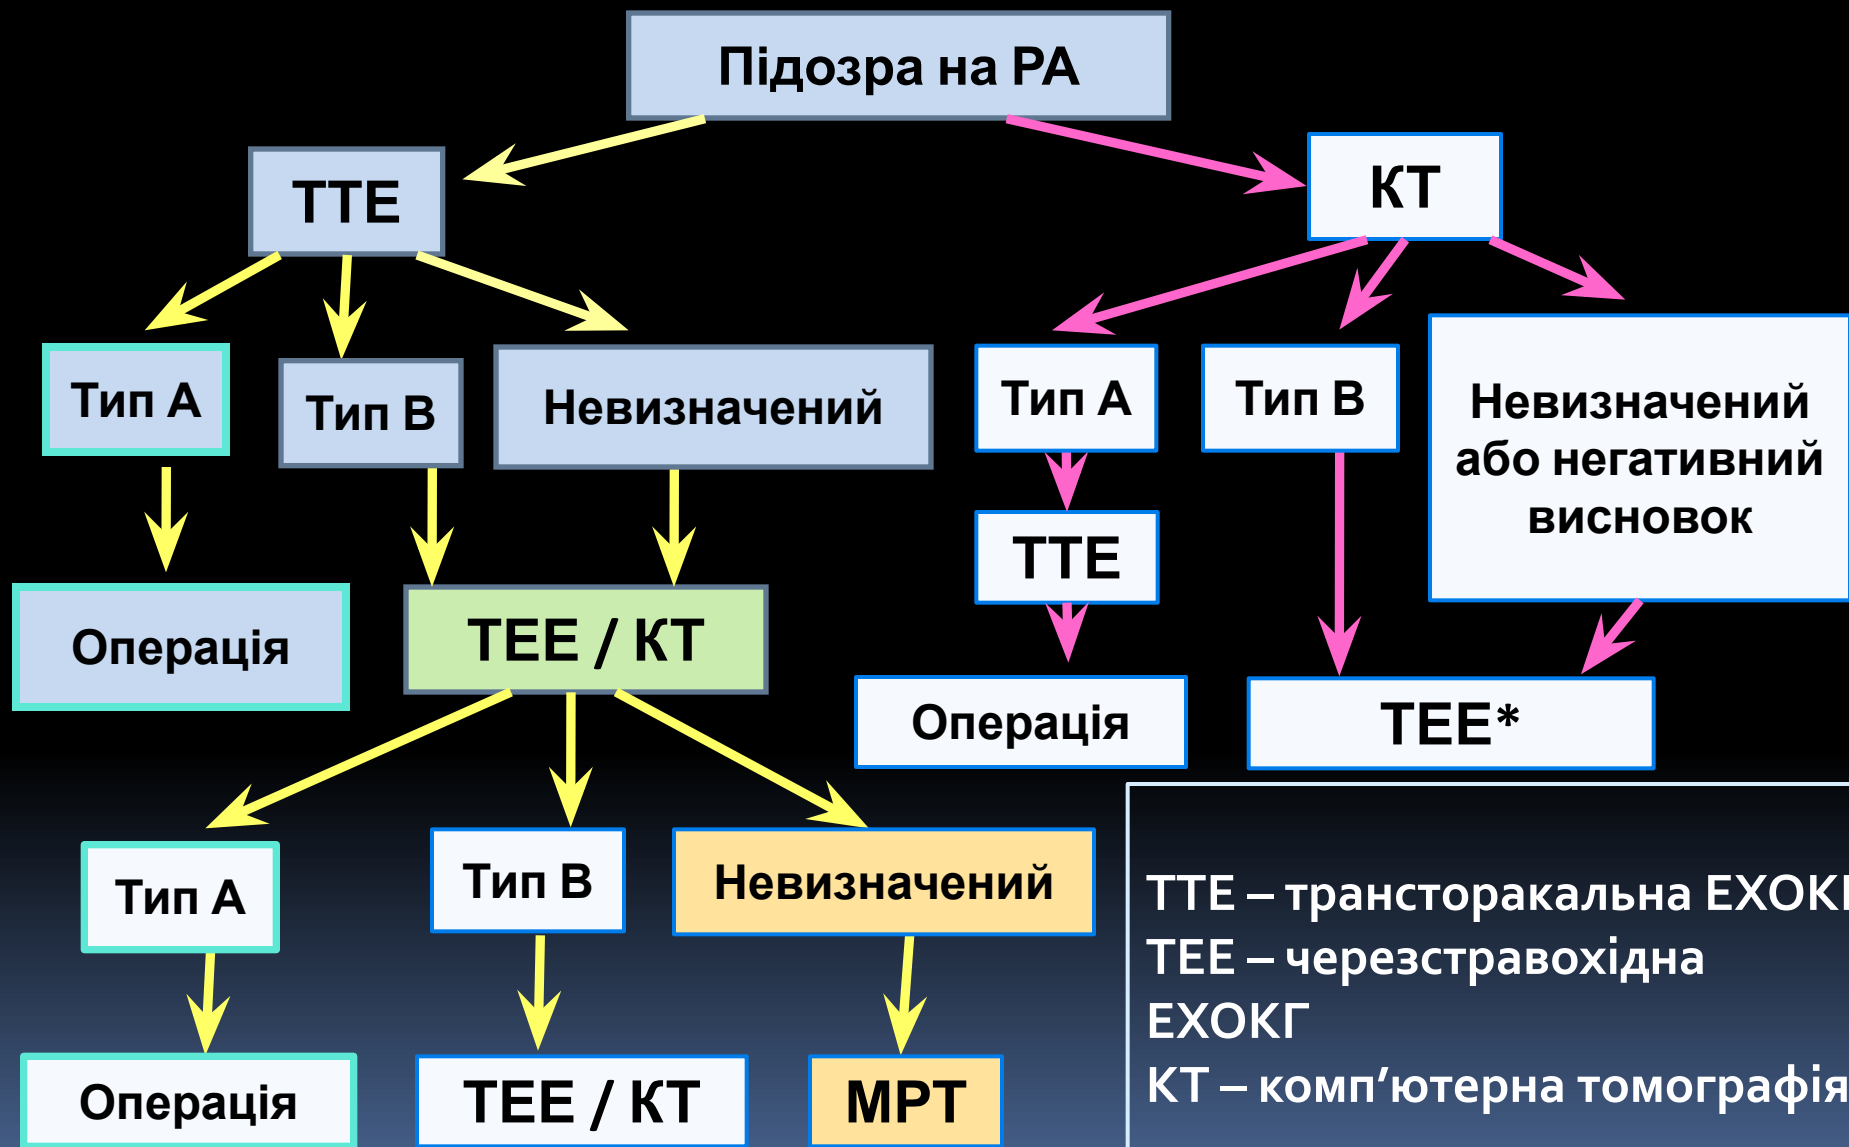 Підозра на РА
ТТЕ
КТ
Тип А
Тип В
Невизначений
Тип А
Тип В
Невизначений
або негативний
висновок
ТТЕ
Операція
ТЕЕ / КТ
Операція
ТЕЕ*
Тип А
Тип В
Невизначений
Операція
ТЕЕ / КТ
МРТ
ТТЕ – трансторакальна ЕХОКГ
ТЕЕ – черезстравохідна
ЕХОКГ
КТ – комп’ютерна томографія